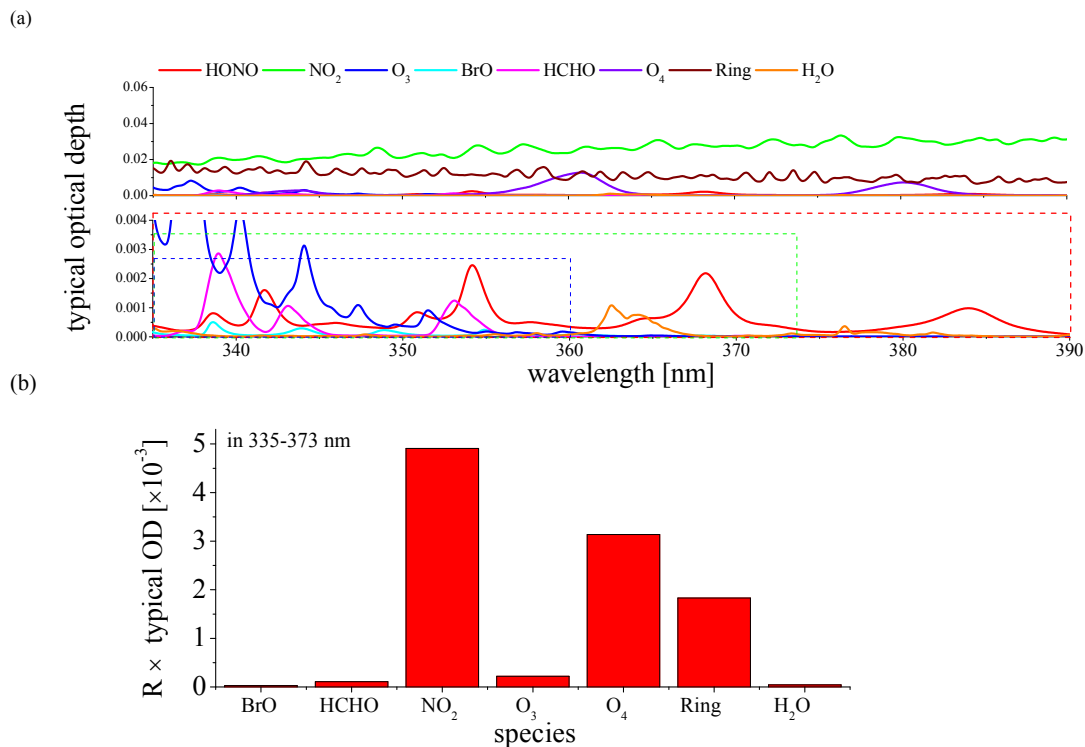 (a)
HONO NO₂ O₃ BrO HCHO O₄ Ring H₂O
typical optical depth
0.06
0.04
0.02
0.00
0.004
0.003
0.002
0.001
0.000
340 350 360 370 380 390
wavelength [nm]
(b)
in 335-373 nm
R × typical OD [×10⁻³]
5
4
3
2
1
0
BrO HCHO NO₂ O₃ O₄ Ring H₂O
species